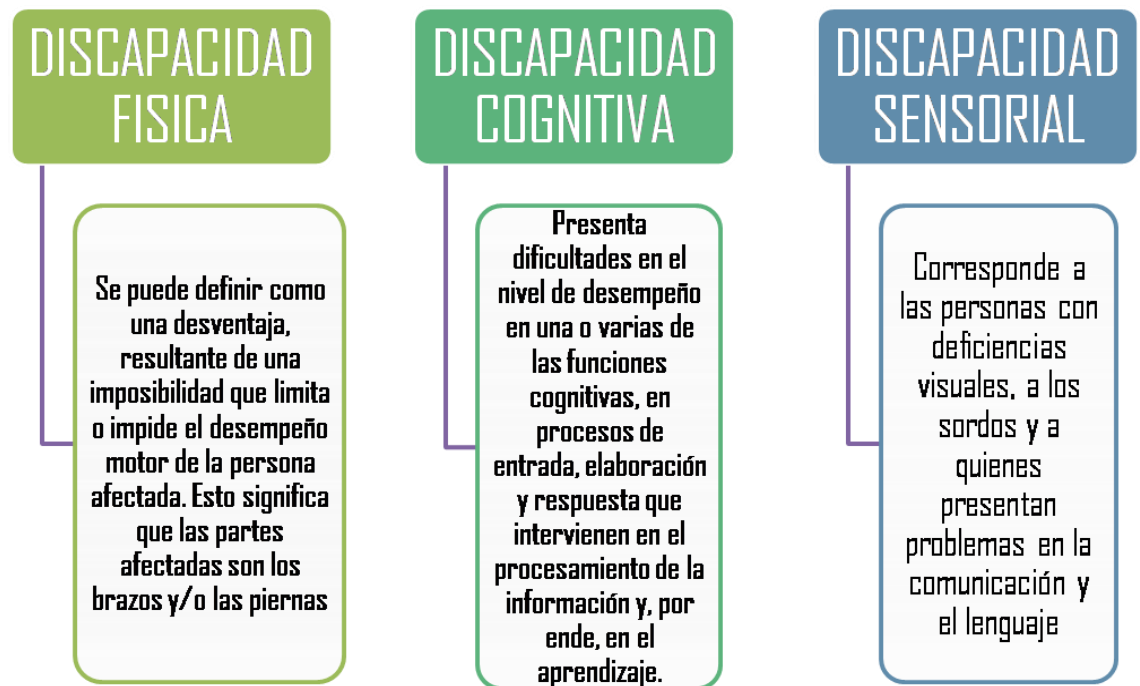 DISCAPACIDAD
FISICA
Se puede definir como
una desventaja,
resultante de una
imposibilidad que limita
o impide el desempeño
motor de la persona
afectada. Esto significa
que las partes
afectadas son los
brazos y/o las piernas
DISCAPACIDAD
COGNITIVA
Presenta
dificultades en el
nivel de desempeño
en una o varias de
las funciones
cognitivas, en
procesos de
entrada, elaboración
y respuesta que
intervienen en el
procesamiento de la
información y, por
ende, en el
aprendizaje.
DISCAPACIDAD
SENSORIAL
Corresponde a
las personas con
deficiencias
visuales, a los
sordos y a
quienes
presentan
problemas en la
comunicación y
el lenguaje